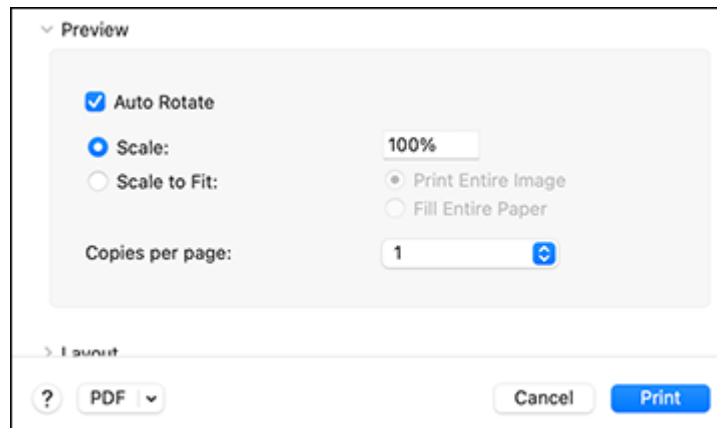 Preview
Auto Rotate
Scale: 100%
Scale to Fit: Print Entire Image
Fill Entire Paper
Copies per page: 1
Layout
? PDF Cancel Print